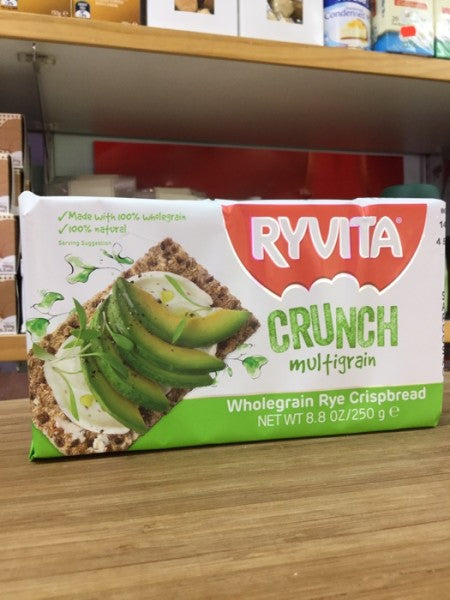 Condensed
✓Made with 100% wholegrain
✓100% natural
Serving Suggestion
RYVITA®
CRUNCH
multigrain
Wholegrain Rye Crispbread
NET WT 8.8 OZ/250 g ℮